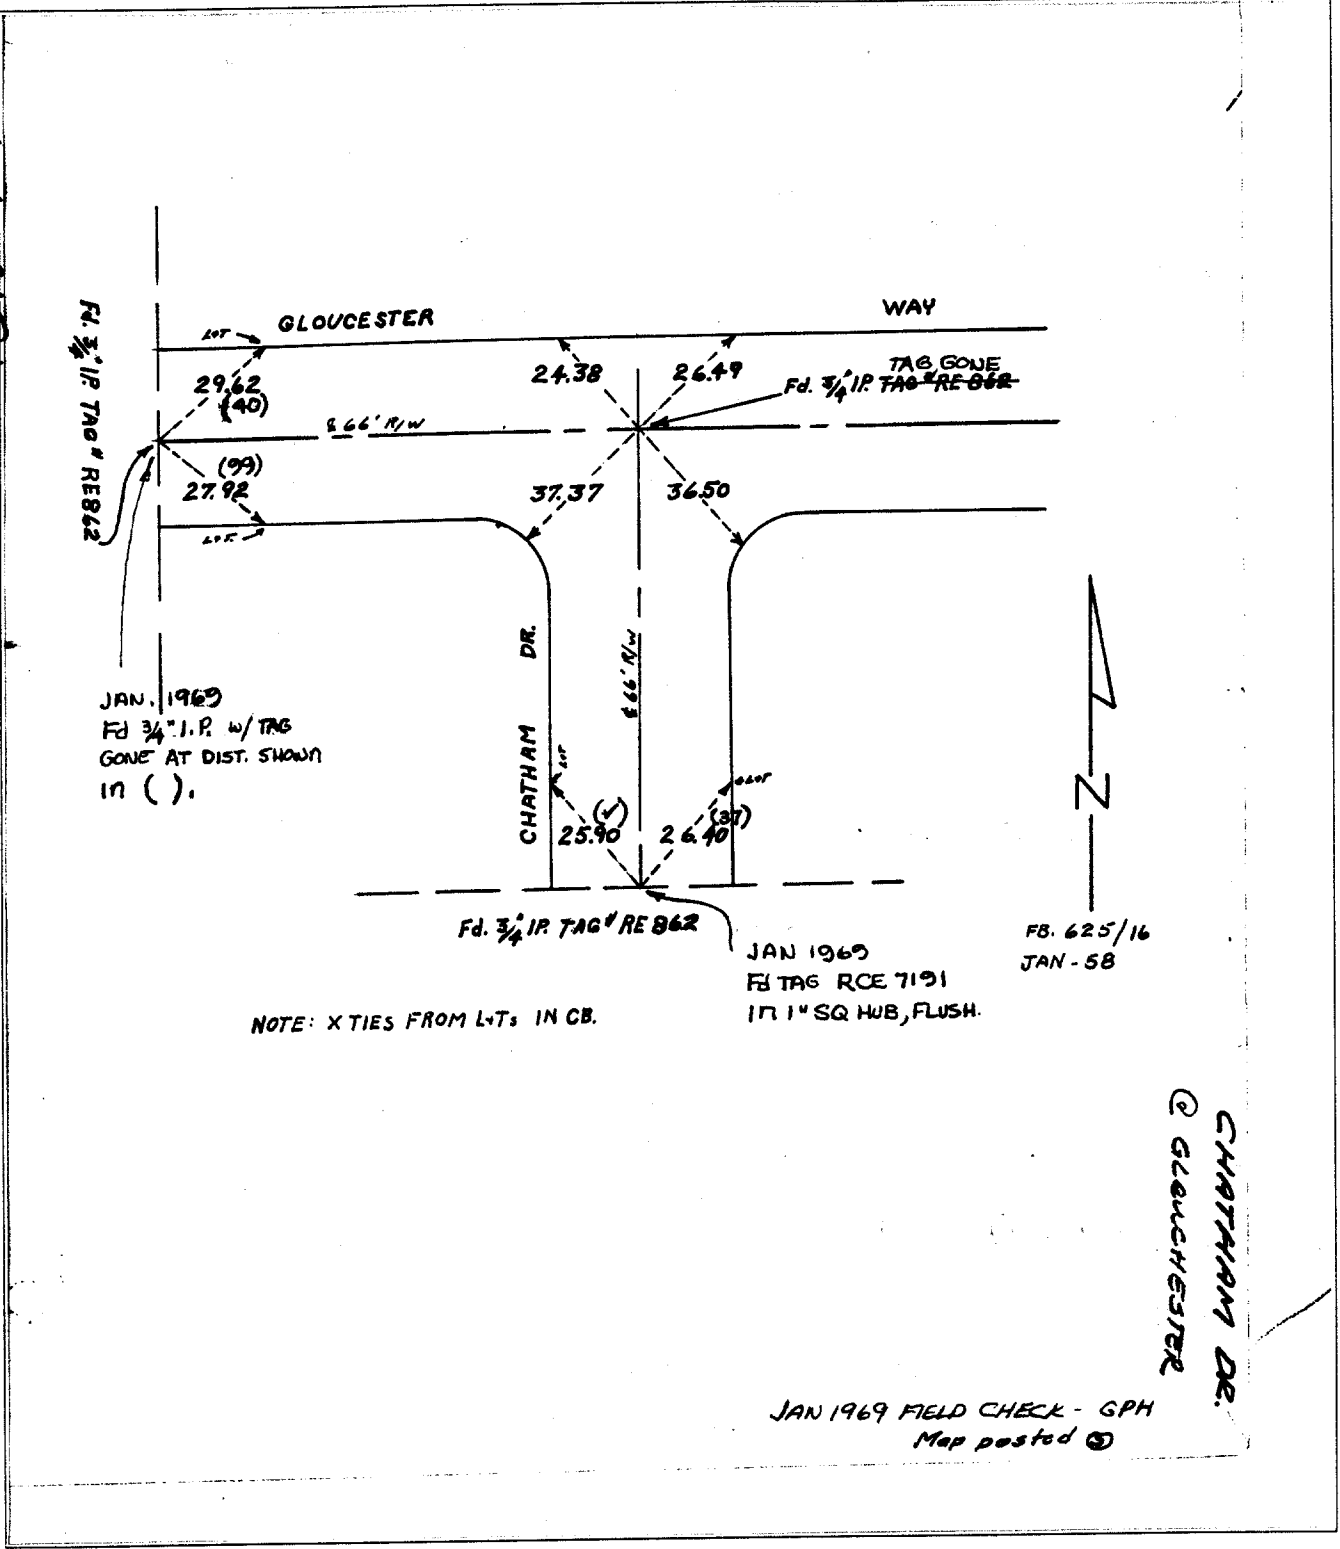 GLOUCESTER WAY
LOT
29.62
(40)
24.38
26.49
TAG GONE
Fd. 3/4" I.P. TAG # RE 862
℄ 66' R/W
Fd. 3/4" I.P. TAG # RE862
(99)
27.92
LOT.
37.37
36.50
CHATHAM DR.
℄ 66' R/W
JAN. 1969
Fd 3/4" I.P. w/ TAG
GONE AT DIST. SHOWN
in ( ).
LOT
LOT
(✓)
25.90
(37)
26.40
Fd. 3/4" I.P. TAG # RE 862
JAN 1969
Fd TAG RCE 7191
in 1" SQ HUB, FLUSH.
N
FB. 625/16
JAN-58
NOTE: X TIES FROM L&Ts IN CB.
CHATHAM DR.
@ GLOUCHESTER
JAN 1969 FIELD CHECK - GPH
Map posted